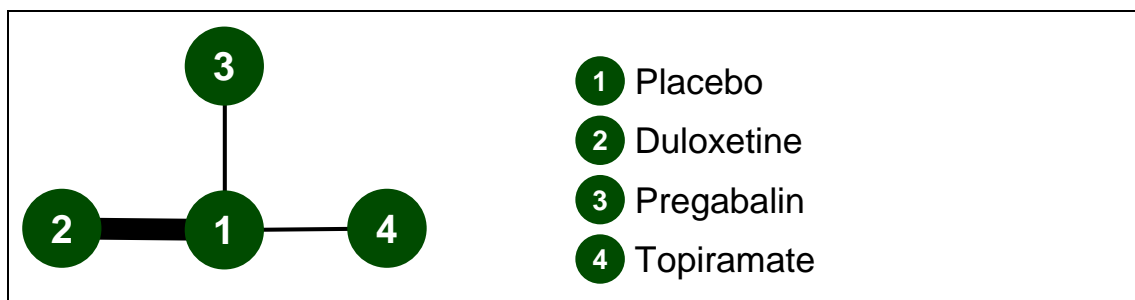 3
2
1
4
1 Placebo
2 Duloxetine
3 Pregabalin
4 Topiramate